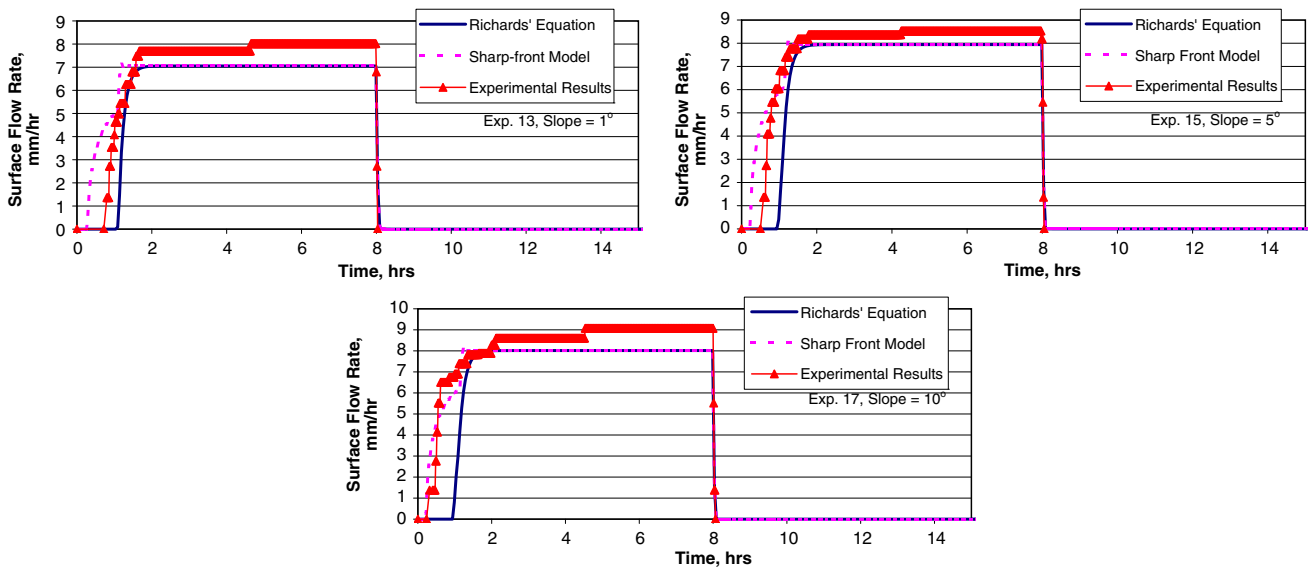 9
8
7
6
5
4
3
2
1
0
Surface Flow Rate,
mm/hr
Richards' Equation
Sharp-front Model
Experimental Results
Exp. 13, Slope = 1°
0 2 4 6 8 10 12 14
Time, hrs
9
8
7
6
5
4
3
2
1
0
Surface Flow Rate,
mm/hr
Richards' Equation
Sharp Front Model
Experimental Results
Exp. 15, Slope = 5°
0 2 4 6 8 10 12 14
Time, hrs
10
9
8
7
6
5
4
3
2
1
0
Surface Flow Rate,
mm/hr
Richards' Equation
Sharp Front Model
Experimental Results
Exp. 17, Slope = 10°
0 2 4 6 8 10 12 14
Time, hrs